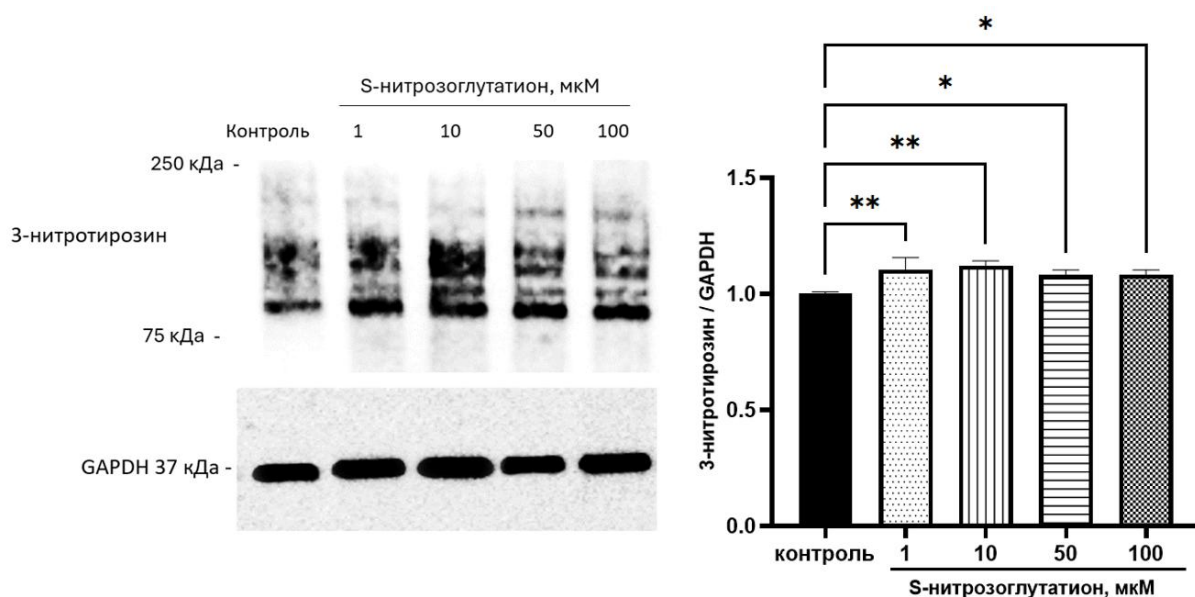 S-нитрозоглутатион, мкМ
Контроль 1 10 50 100
250 кДа -
3-нитротирозин
75 кДа -
GAPDH 37 кДа -
*
*
**
**
1.5
1.0
0.5
0.0
3-нитротирозин / GAPDH
контроль 1 10 50 100
S-нитрозоглутатион, мкМ